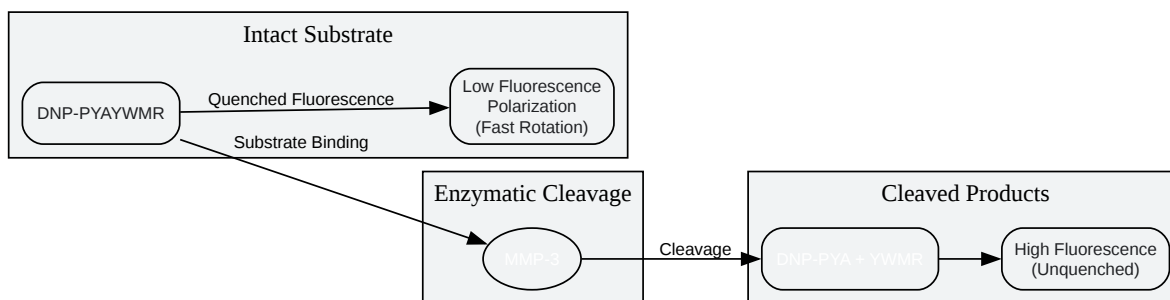 Intact Substrate
DNP-PYAYWMR
Quenched Fluorescence
Low Fluorescence
Polarization
(Fast Rotation)
Substrate Binding
Enzymatic Cleavage
MMP-3
Cleavage
Cleaved Products
DNP-PYA + YWMR
High Fluorescence
(Unquenched)